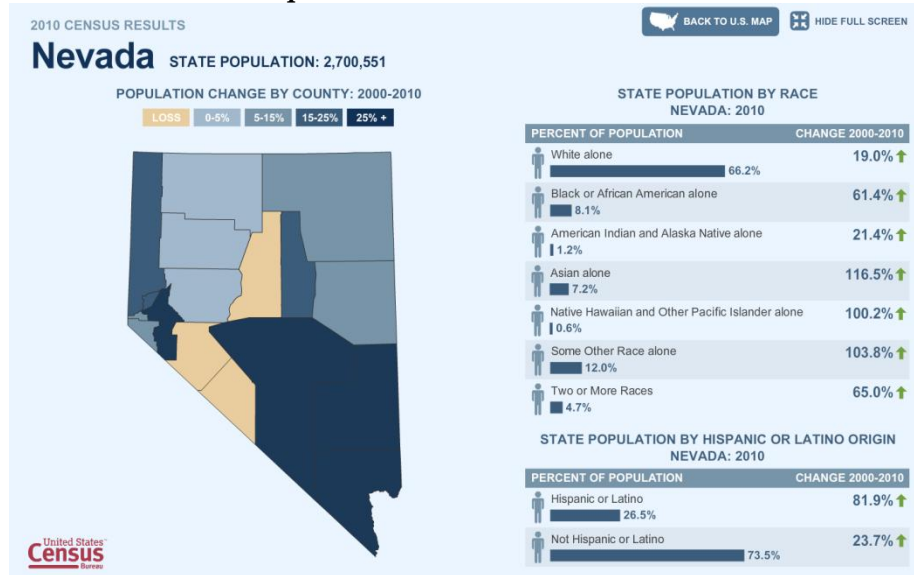 2010 CENSUS RESULTS
BACK TO U.S. MAP
HIDE FULL SCREEN
Nevada STATE POPULATION: 2,700,551
POPULATION CHANGE BY COUNTY: 2000-2010
LOSS 0-5% 5-15% 15-25% 25% +
STATE POPULATION BY RACE
NEVADA: 2010
PERCENT OF POPULATION CHANGE 2000-2010
White alone 19.0%
66.2%
Black or African American alone 61.4%
8.1%
American Indian and Alaska Native alone 21.4%
1.2%
Asian alone 116.5%
7.2%
Native Hawaiian and Other Pacific Islander alone 100.2%
0.6%
Some Other Race alone 103.8%
12.0%
Two or More Races 65.0%
4.7%
STATE POPULATION BY HISPANIC OR LATINO ORIGIN
NEVADA: 2010
PERCENT OF POPULATION CHANGE 2000-2010
Hispanic or Latino 81.9%
26.5%
Not Hispanic or Latino 23.7%
73.5%
United States
Census
Bureau